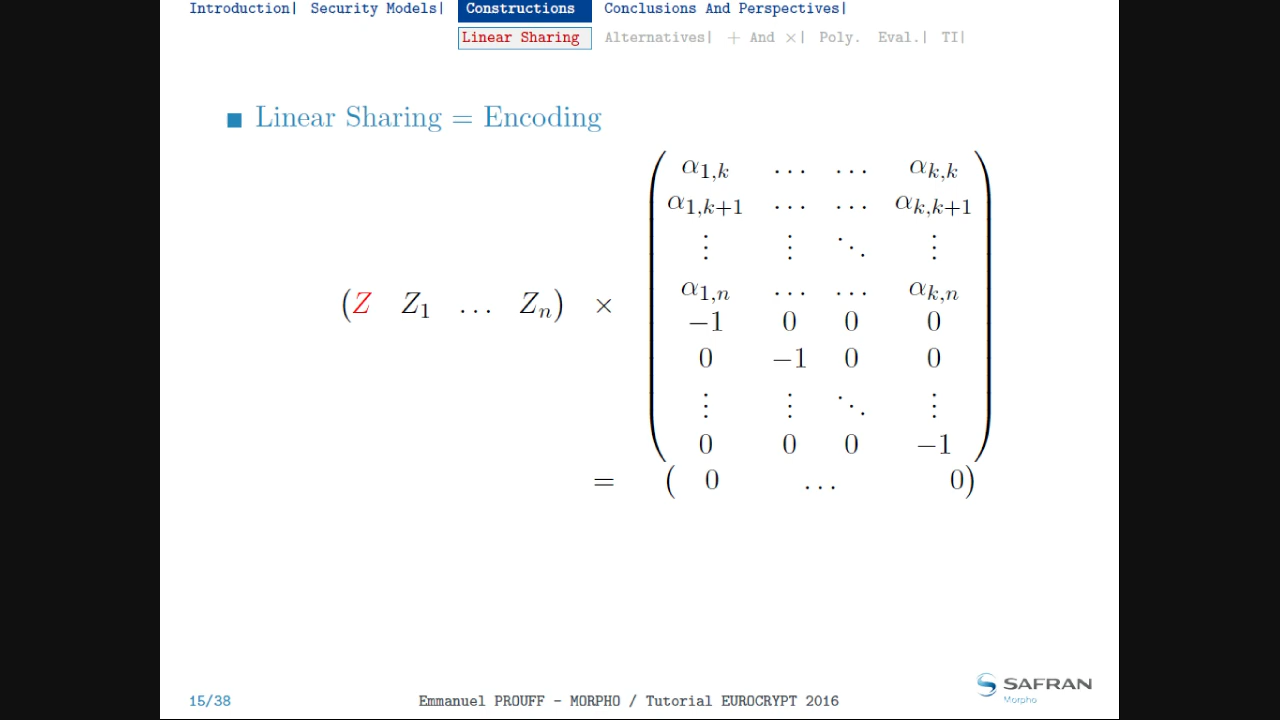 Introduction| Security Models| Constructions Conclusions And Perspectives|
Linear Sharing Alternatives| + And ×| Poly. Eval.| TI|
■ Linear Sharing = Encoding
α1,k … … αk,k
α1,k+1 … … αk,k+1
⋮ ⋮ ⋱ ⋮
(Z Z1 … Zn) ×
α1,n … … αk,n
−1 0 0 0
0 −1 0 0
⋮ ⋮ ⋱ ⋮
0 0 0 −1
= ( 0 … 0)
SAFRAN
Morpho
15/38 Emmanuel PROUFF – MORPHO / Tutorial EUROCRYPT 2016